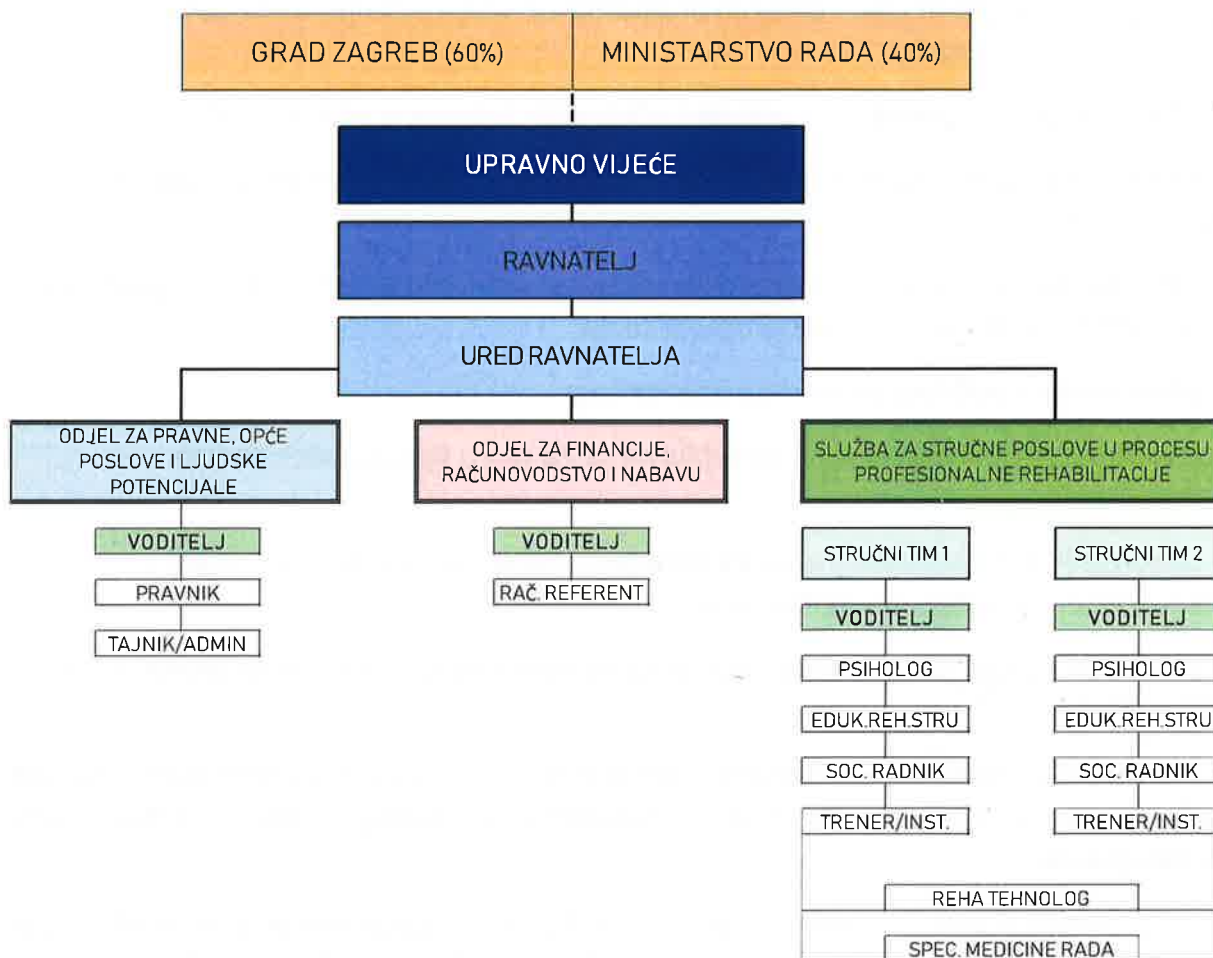 GRAD ZAGREB (60%)
MINISTARSTVO RADA (40%)
UPRAVNO VIJEĆE
RAVNATELJ
URED RAVNATELJA
ODJEL ZA PRAVNE, OPĆE
POSLOVE I LJUDSKE
POTENCIJALE
VODITELJ
PRAVNIK
TAJNIK/ADMIN
ODJEL ZA FINANCIJE,
RAČUNOVODSTVO I NABAVU
VODITELJ
RAČ. REFERENT
SLUŽBA ZA STRUČNE POSLOVE U PROCESU
PROFESIONALNE REHABILITACIJE
STRUČNI TIM 1
VODITELJ
PSIHOLOG
EDUK.REH.STRU
SOC. RADNIK
TRENER/INST.
STRUČNI TIM 2
VODITELJ
PSIHOLOG
EDUK.REH.STRU
SOC. RADNIK
TRENER/INST.
REHA TEHNOLOG
SPEC. MEDICINE RADA